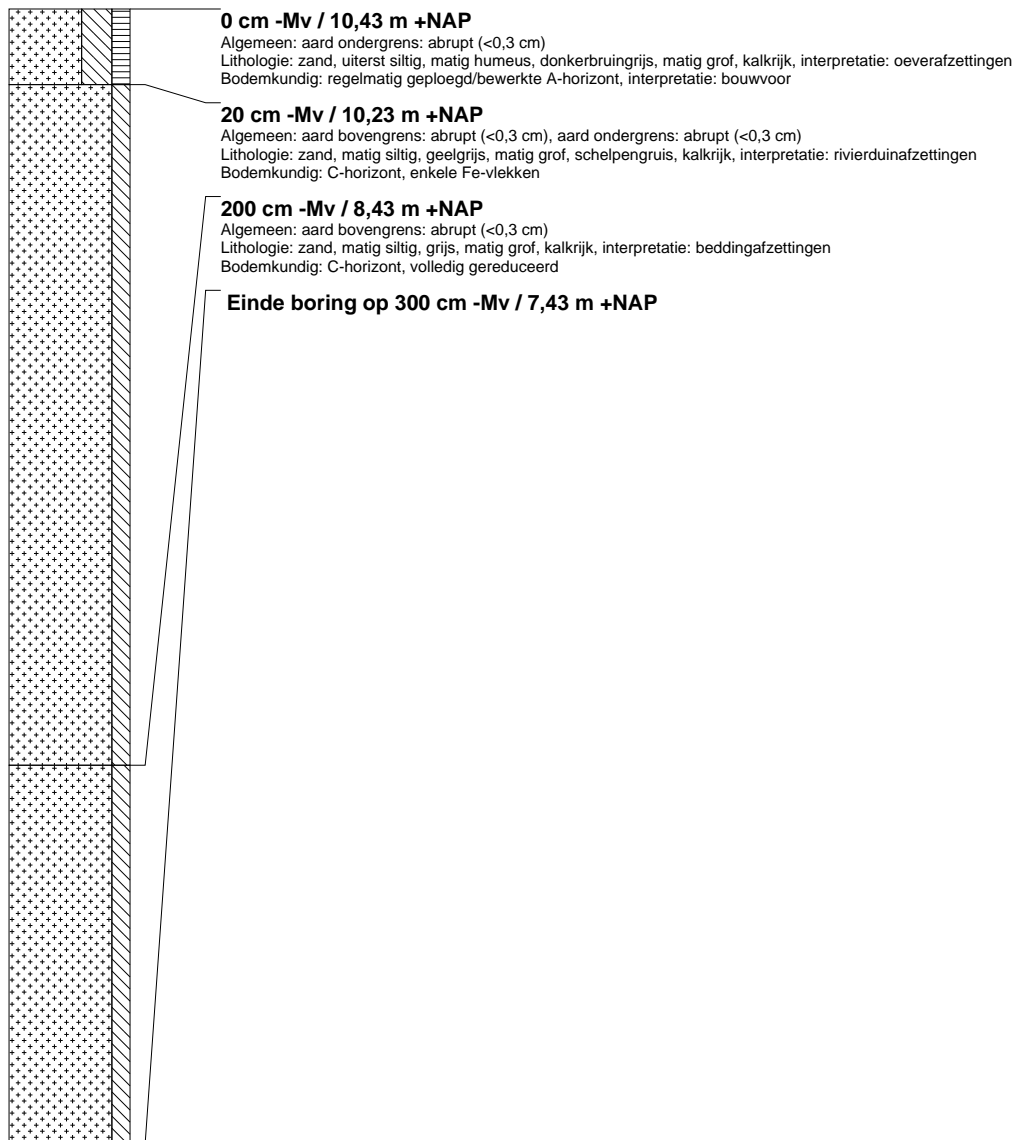 0 cm -Mv / 10,43 m +NAP
Algemeen: aard ondergrens: abrupt (<0,3 cm)
Lithologie: zand, uiterst siltig, matig humeus, donkerbruingrijs, matig grof, kalkrijk, interpretatie: oeverafzettingen
Bodemkundig: regelmatig geploegd/bewerkte A-horizont, interpretatie: bouwvoor
20 cm -Mv / 10,23 m +NAP
Algemeen: aard bovengrens: abrupt (<0,3 cm), aard ondergrens: abrupt (<0,3 cm)
Lithologie: zand, matig siltig, geelgrijs, matig grof, schelpengruis, kalkrijk, interpretatie: rivierduinafzettingen
Bodemkundig: C-horizont, enkele Fe-vlekken
200 cm -Mv / 8,43 m +NAP
Algemeen: aard bovengrens: abrupt (<0,3 cm)
Lithologie: zand, matig siltig, grijs, matig grof, kalkrijk, interpretatie: beddingafzettingen
Bodemkundig: C-horizont, volledig gereduceerd
Einde boring op 300 cm -Mv / 7,43 m +NAP